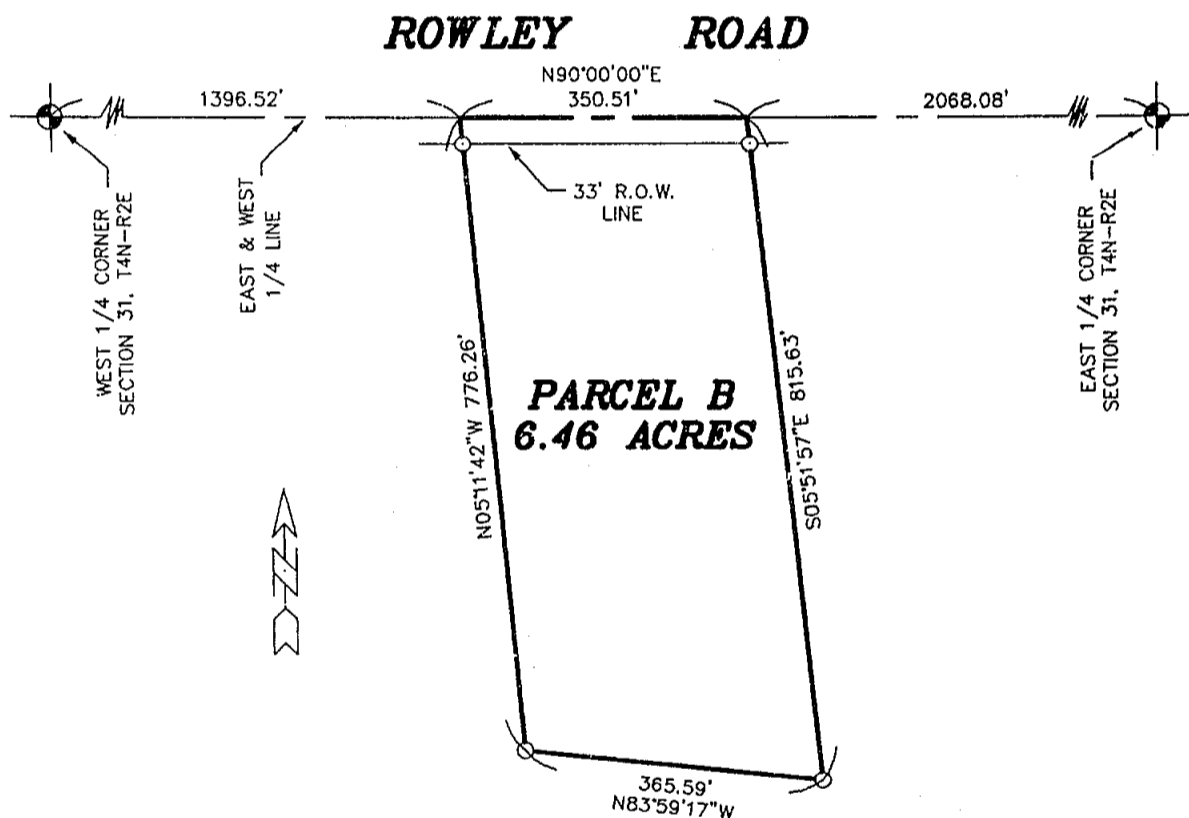 ROWLEY ROAD
N90°00'00"E
1396.52'
350.51'
2068.08'
33' R.O.W.
LINE
WEST 1/4 CORNER
SECTION 31, T4N-R2E
EAST & WEST
1/4 LINE
EAST 1/4 CORNER
SECTION 31, T4N-R2E
N05°11'42"W 776.26'
PARCEL B
6.46 ACRES
S05°51'57"E 815.63'
N
365.59'
N83°59'17"W